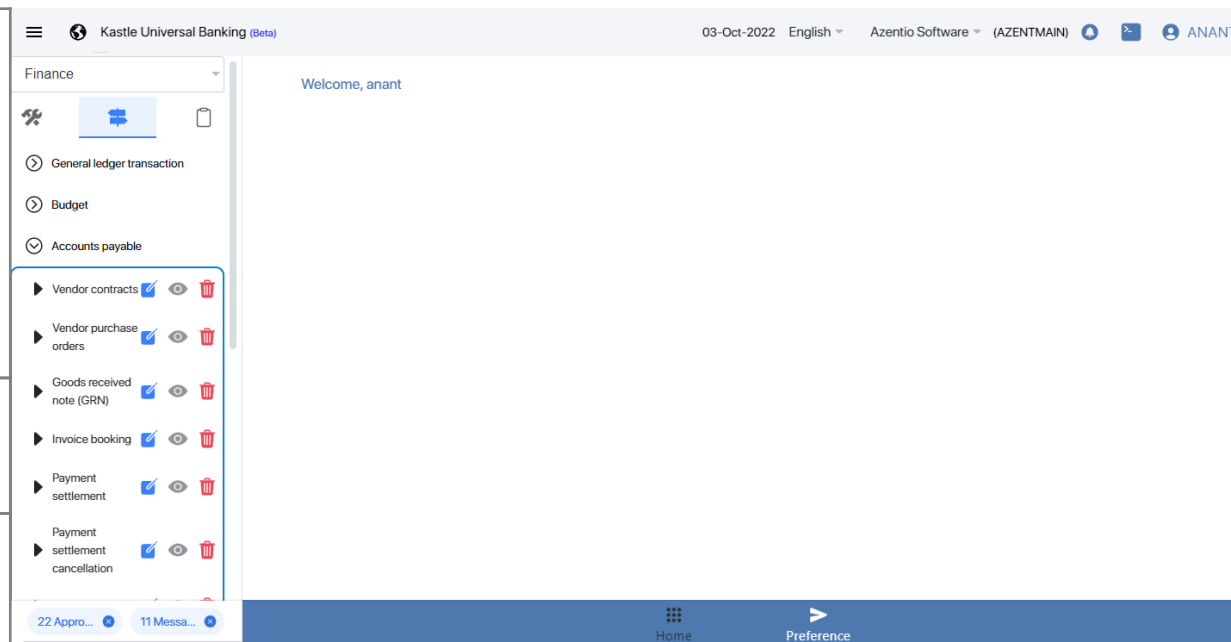 Kastle Universal Banking (Beta)
03-Oct-2022 English Azentio Software (AZENTMAIN) ANANT
Finance
Welcome, anant
General ledger transaction
Budget
Accounts payable
Vendor contracts
Vendor purchase
orders
Goods received
note (GRN)
Invoice booking
Payment
settlement
Payment
settlement
cancellation
22 Appro... 11 Messa...
Home Preference